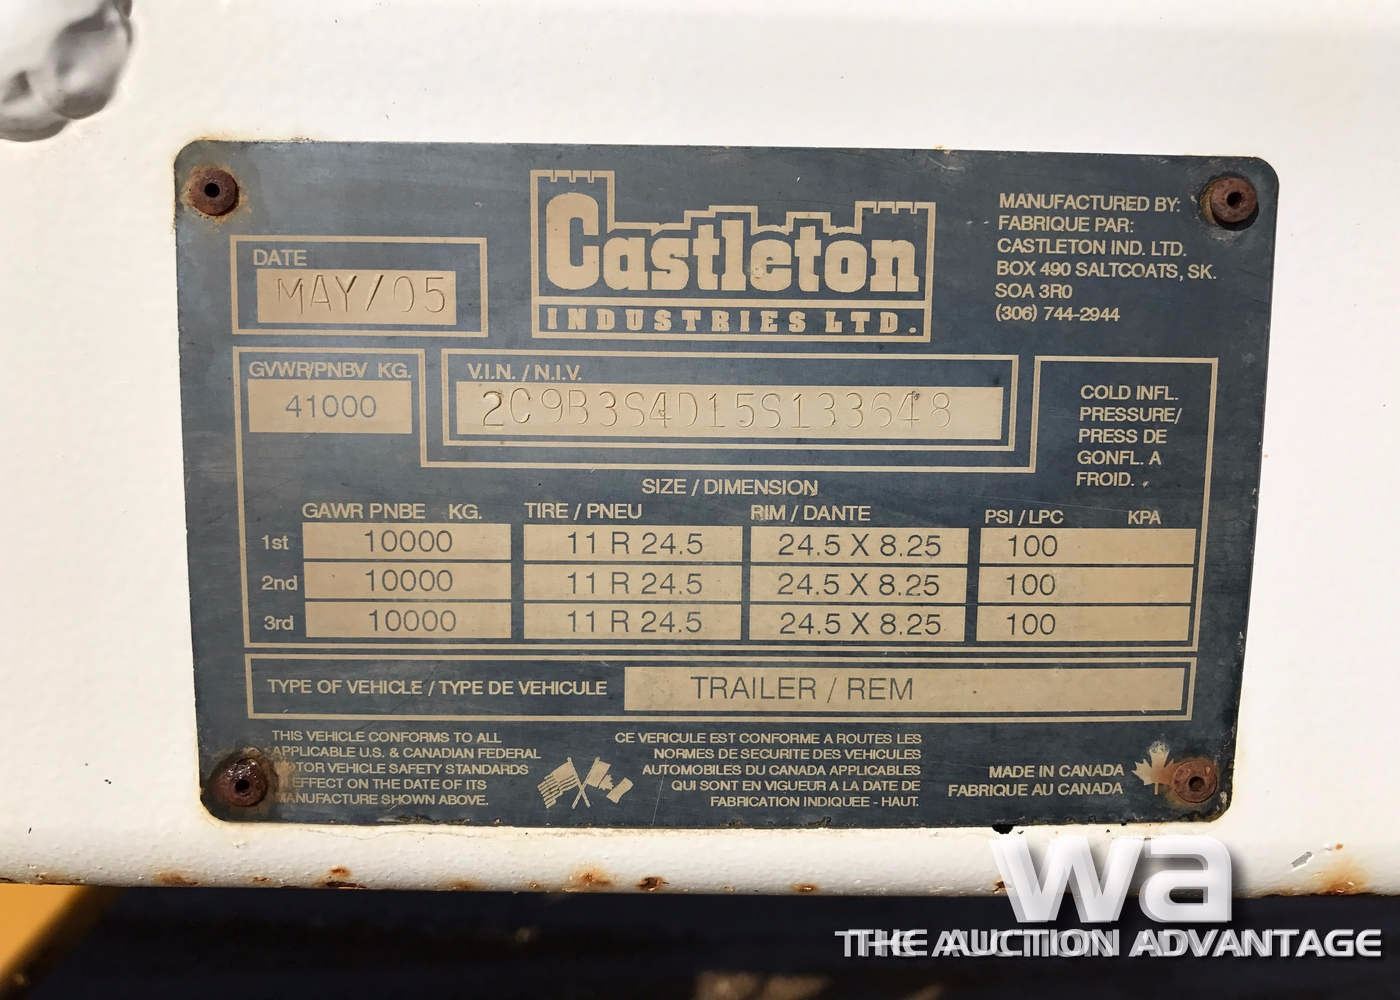 Castleton
INDUSTRIES LTD.
MANUFACTURED BY:
FABRIQUE PAR:
CASTLETON IND. LTD.
BOX 490 SALTCOATS, SK.
SOA 3R0
(306) 744-2944
DATE
MAY/05
GVWR/PNBV KG.
41000
V.I.N. / N.I.V.
2C9B3S4D15S133648
COLD INFL.
PRESSURE/
PRESS DE
GONFL. A
FROID.
SIZE / DIMENSION
GAWR PNBE KG. TIRE / PNEU RIM / DANTE PSI / LPC KPA
1st 10000 11 R 24.5 24.5 X 8.25 100
2nd 10000 11 R 24.5 24.5 X 8.25 100
3rd 10000 11 R 24.5 24.5 X 8.25 100
TYPE OF VEHICLE / TYPE DE VEHICULE TRAILER / REM
THIS VEHICLE CONFORMS TO ALL
APPLICABLE U.S. & CANADIAN FEDERAL
MOTOR VEHICLE SAFETY STANDARDS
EFFECT ON THE DATE OF ITS
MANUFACTURE SHOWN ABOVE.
CE VERICULE EST CONFORME A ROUTES LES
NORMES DE SECURITE DES VEHICULES
AUTOMOBILES DU CANADA APPLICABLES
QUI SONT EN VIGUEUR A LA DATE DE
FABRICATION INDIQUEE - HAUT.
MADE IN CANADA
FABRIQUE AU CANADA
wa
THE AUCTION ADVANTAGE